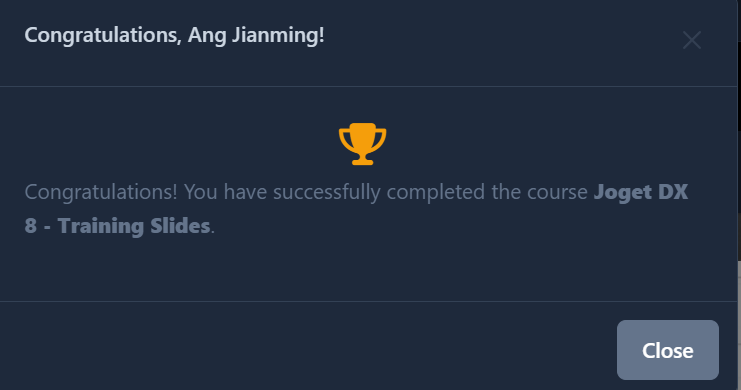 Congratulations, Ang Jianming!
Congratulations! You have successfully completed the course Joget DX
8 - Training Slides.
Close